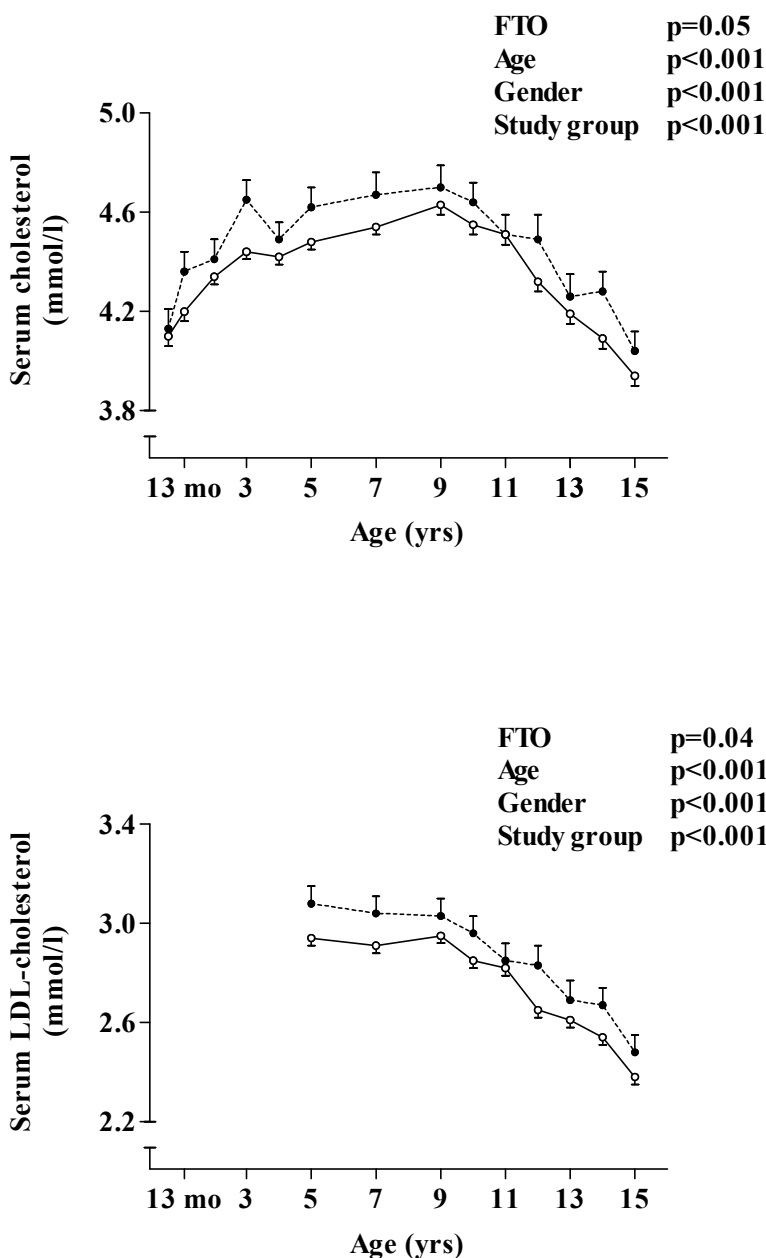 FTO p=0.05
Age p<0.001
Gender p<0.001
Study group p<0.001
Serum cholesterol
(mmol/l)
5.0
4.6
4.2
3.8
13 mo 3 5 7 9 11 13 15
Age (yrs)
FTO p=0.04
Age p<0.001
Gender p<0.001
Study group p<0.001
Serum LDL-cholesterol
(mmol/l)
3.4
3.0
2.6
2.2
13 mo 3 5 7 9 11 13 15
Age (yrs)